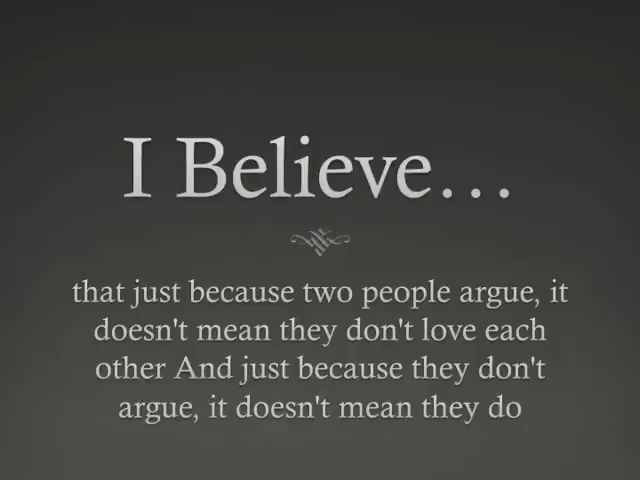 I Believe...
that just because two people argue, it
doesn't mean they don't love each
other And just because they don't
argue, it doesn't mean they do